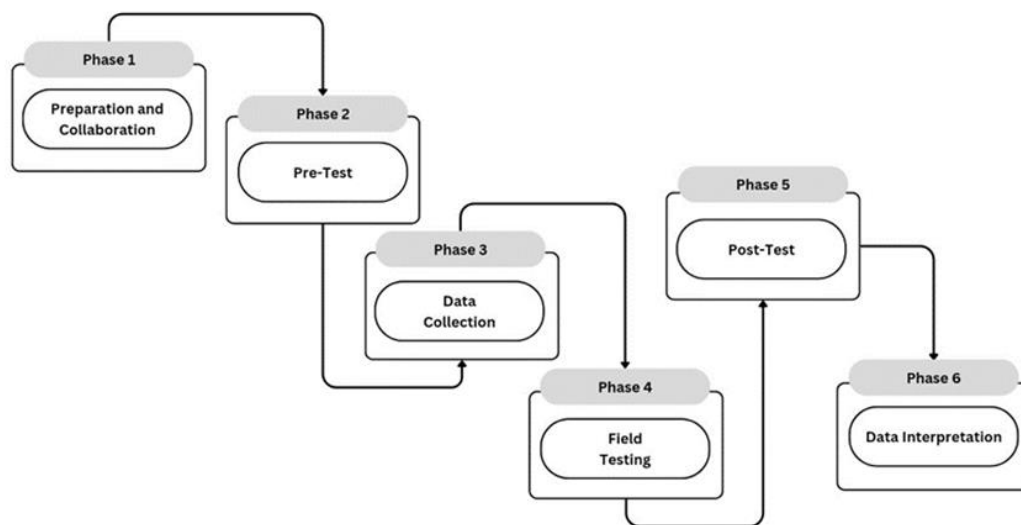 Phase 1
Preparation and
Collaboration
Phase 2
Pre-Test
Phase 3
Data
Collection
Phase 4
Field
Testing
Phase 5
Post-Test
Phase 6
Data Interpretation